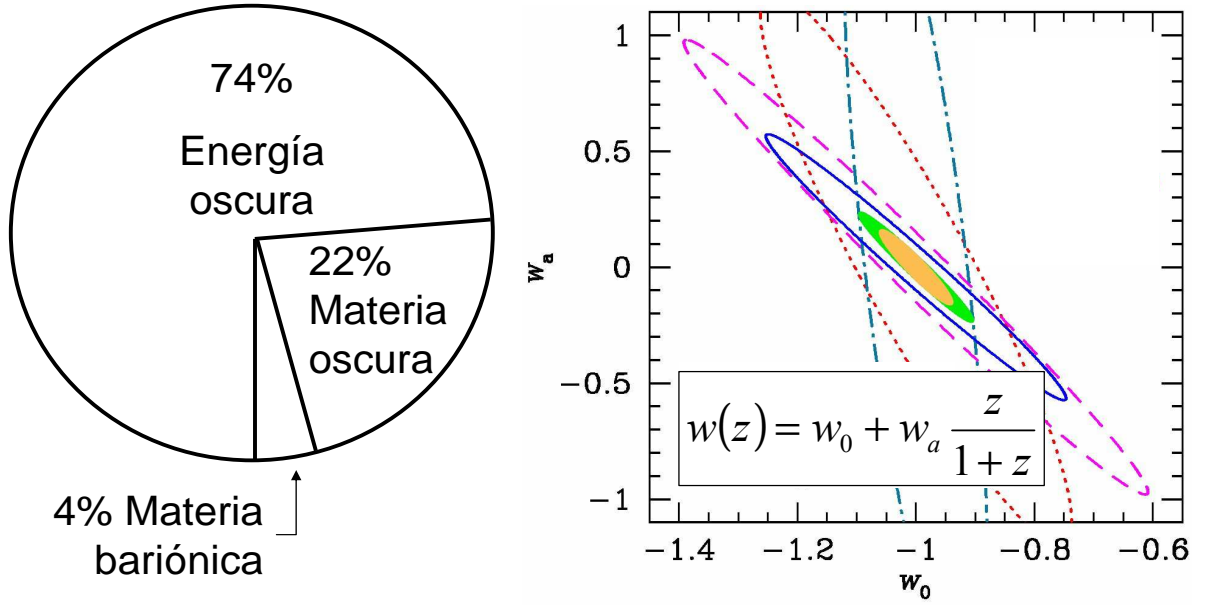 74%
Energía
oscura
22%
Materia
oscura
4% Materia
bariónica
w_a
1
0.5
0
−0.5
−1
w(z) = w_0 + w_a z/(1 + z)
−1.4 −1.2 −1 −0.8 −0.6
w_0